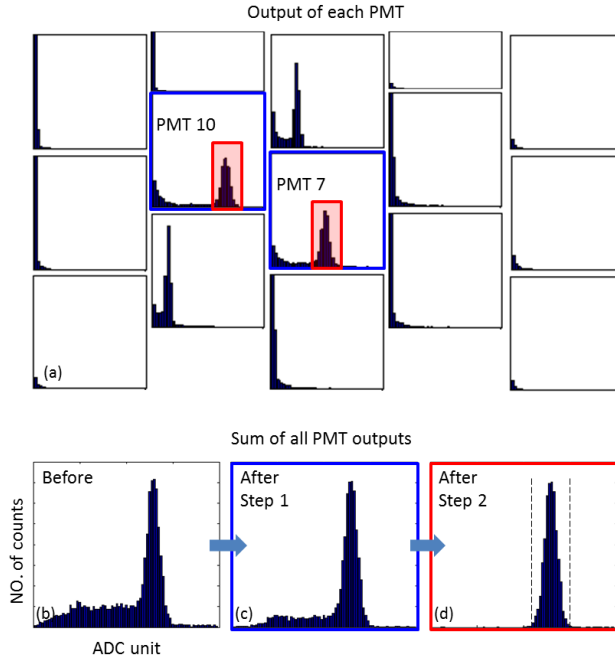 Output of each PMT
PMT 10
PMT 7
(a)
Sum of all PMT outputs
Before
After
Step 1
After
Step 2
NO. of counts
(b)
(c)
(d)
ADC unit